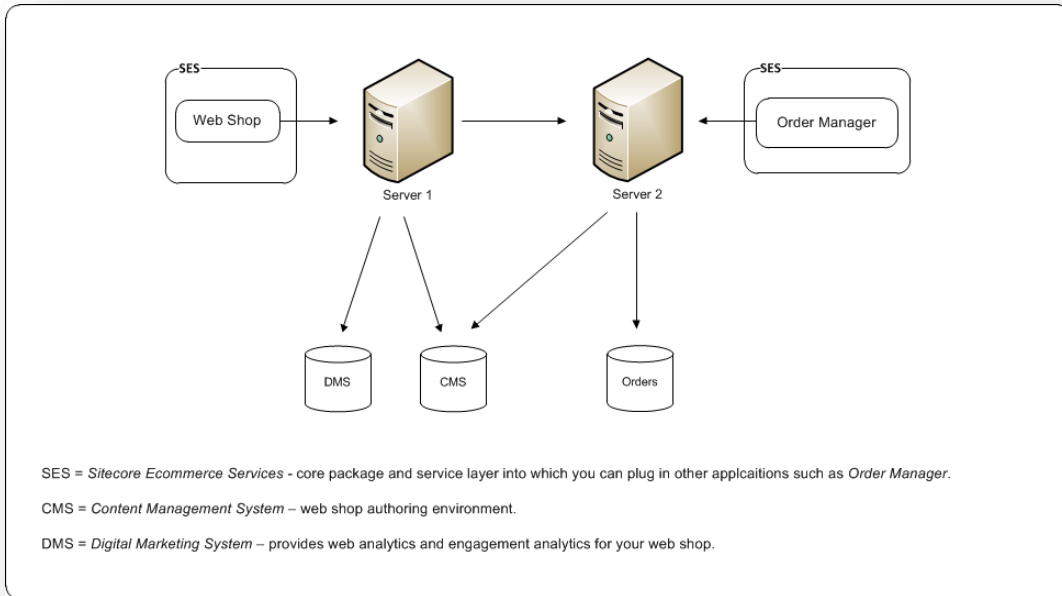 SES
SES
Web Shop
Order Manager
Server 1
Server 2
DMS
CMS
Orders
SES = Sitecore Ecommerce Services - core package and service layer into which you can plug in other applcaitions such as Order Manager.
CMS = Content Management System – web shop authoring environment.
DMS = Digital Marketing System – provides web analytics and engagement analytics for your web shop.